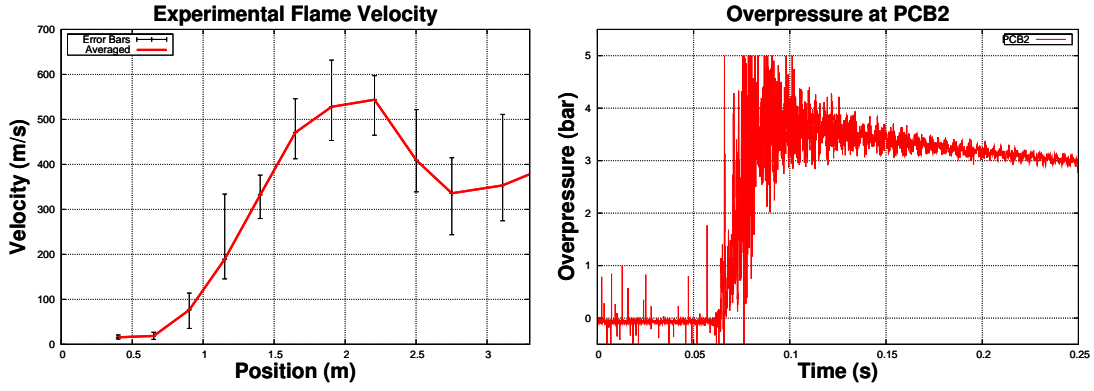 Experimental Flame Velocity
Error Bars
Averaged
Velocity (m/s)
700
600
500
400
300
200
100
0
0 0.5 1 1.5 2 2.5 3
Position (m)
Overpressure at PCB2
PCB2
Overpressure (bar)
5
4
3
2
1
0
0 0.05 0.1 0.15 0.2 0.25
Time (s)